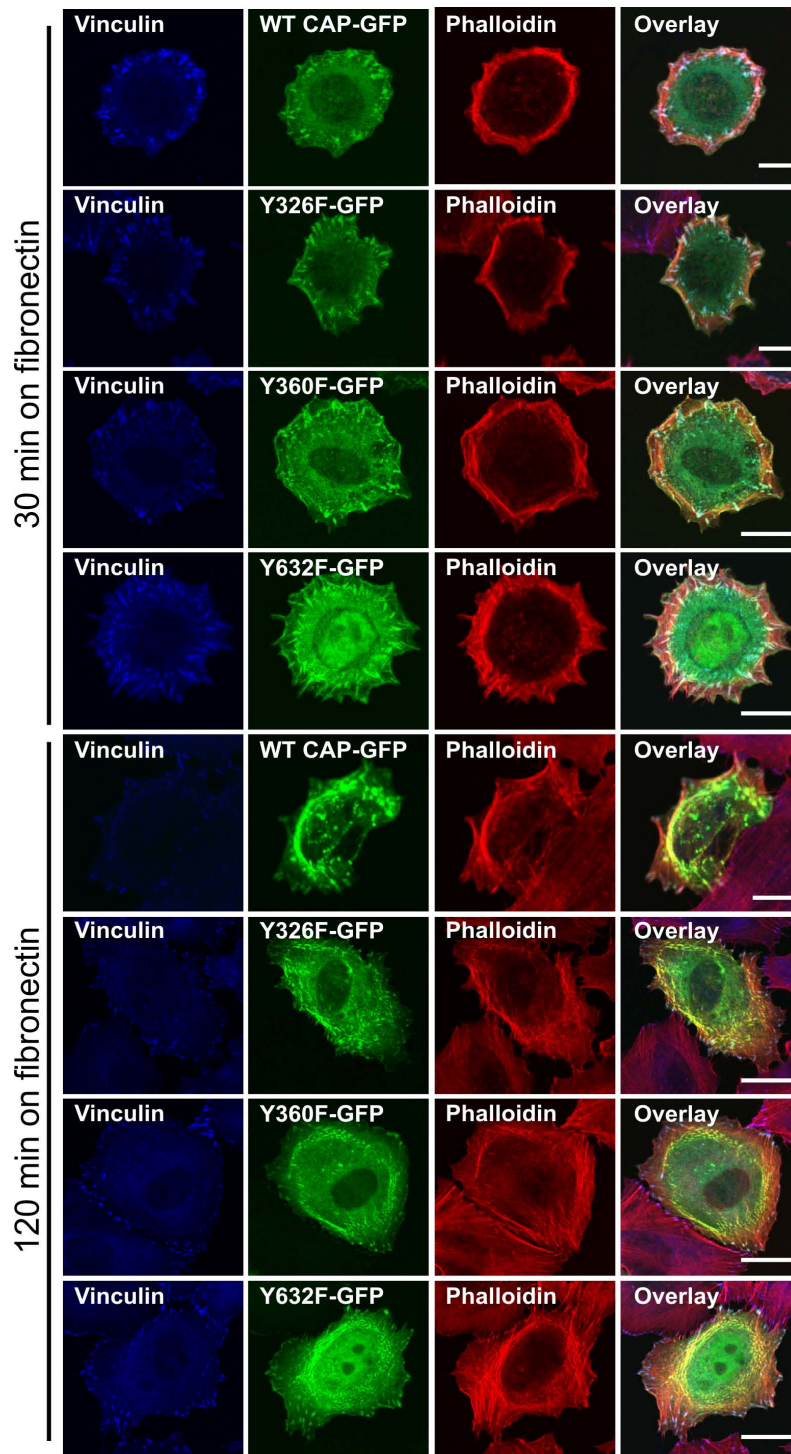 30 min on fibronectin
Vinculin WT CAP-GFP Phalloidin Overlay
Vinculin Y326F-GFP Phalloidin Overlay
Vinculin Y360F-GFP Phalloidin Overlay
Vinculin Y632F-GFP Phalloidin Overlay
120 min on fibronectin
Vinculin WT CAP-GFP Phalloidin Overlay
Vinculin Y326F-GFP Phalloidin Overlay
Vinculin Y360F-GFP Phalloidin Overlay
Vinculin Y632F-GFP Phalloidin Overlay